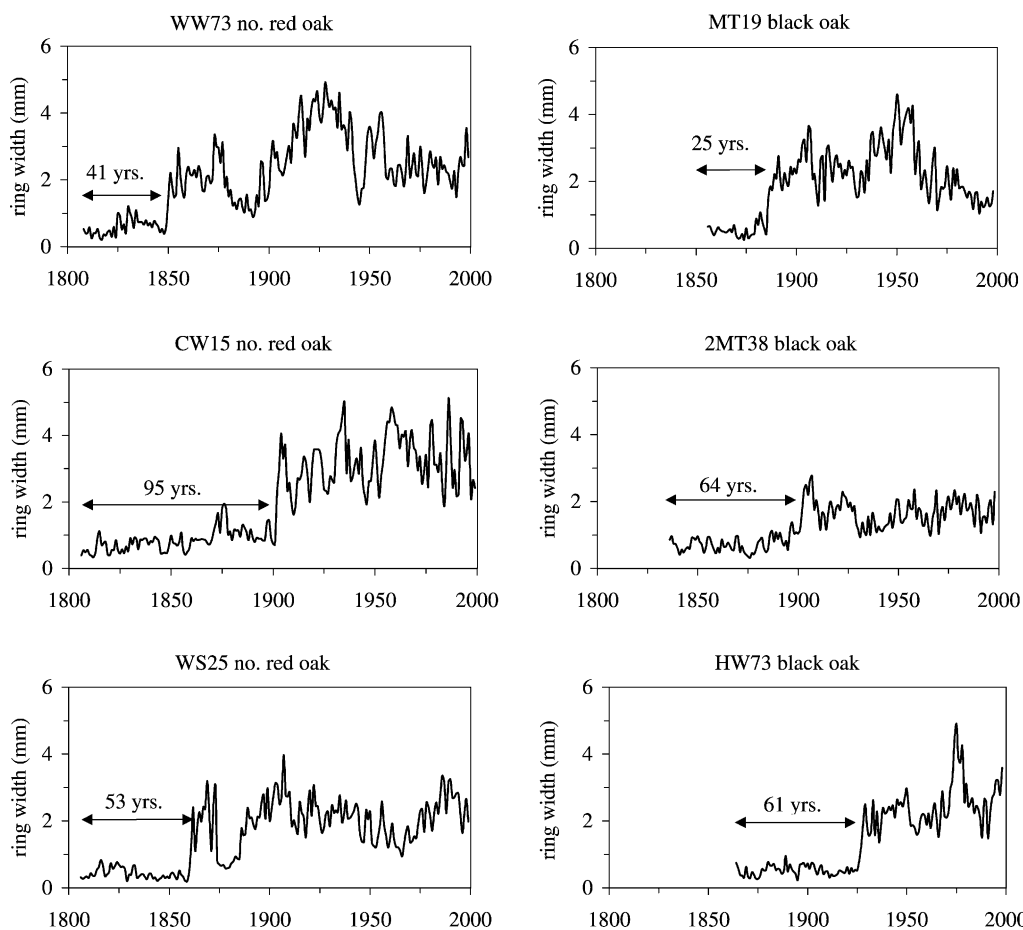 WW73 no. red oak
ring width (mm)
6
4
2
0
41 yrs.
1800 1850 1900 1950 2000
MT19 black oak
ring width (mm)
6
4
2
0
25 yrs.
1800 1850 1900 1950 2000
CW15 no. red oak
ring width (mm)
6
4
2
0
95 yrs.
1800 1850 1900 1950 2000
2MT38 black oak
ring width (mm)
6
4
2
0
64 yrs.
1800 1850 1900 1950 2000
WS25 no. red oak
ring width (mm)
6
4
2
0
53 yrs.
1800 1850 1900 1950 2000
HW73 black oak
ring width (mm)
6
4
2
0
61 yrs.
1800 1850 1900 1950 2000